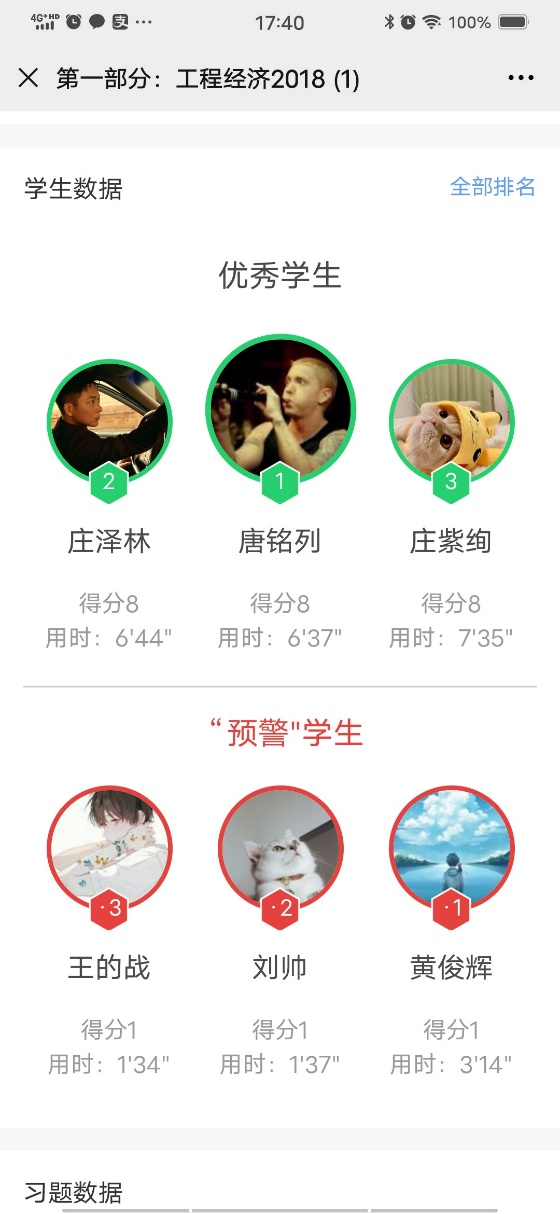 4G+HD 支 17:40 100%
第一部分：工程经济2018 (1)
学生数据 全部排名
优秀学生
2 1 3
庄泽林 唐铭列 庄紫绚
得分8 得分8 得分8
用时：6'44" 用时：6'37" 用时：7'35"
“预警"学生
·3 ·2 ·1
王的战 刘帅 黄俊辉
得分1 得分1 得分1
用时：1'34" 用时：1'37" 用时：3'14"
习题数据